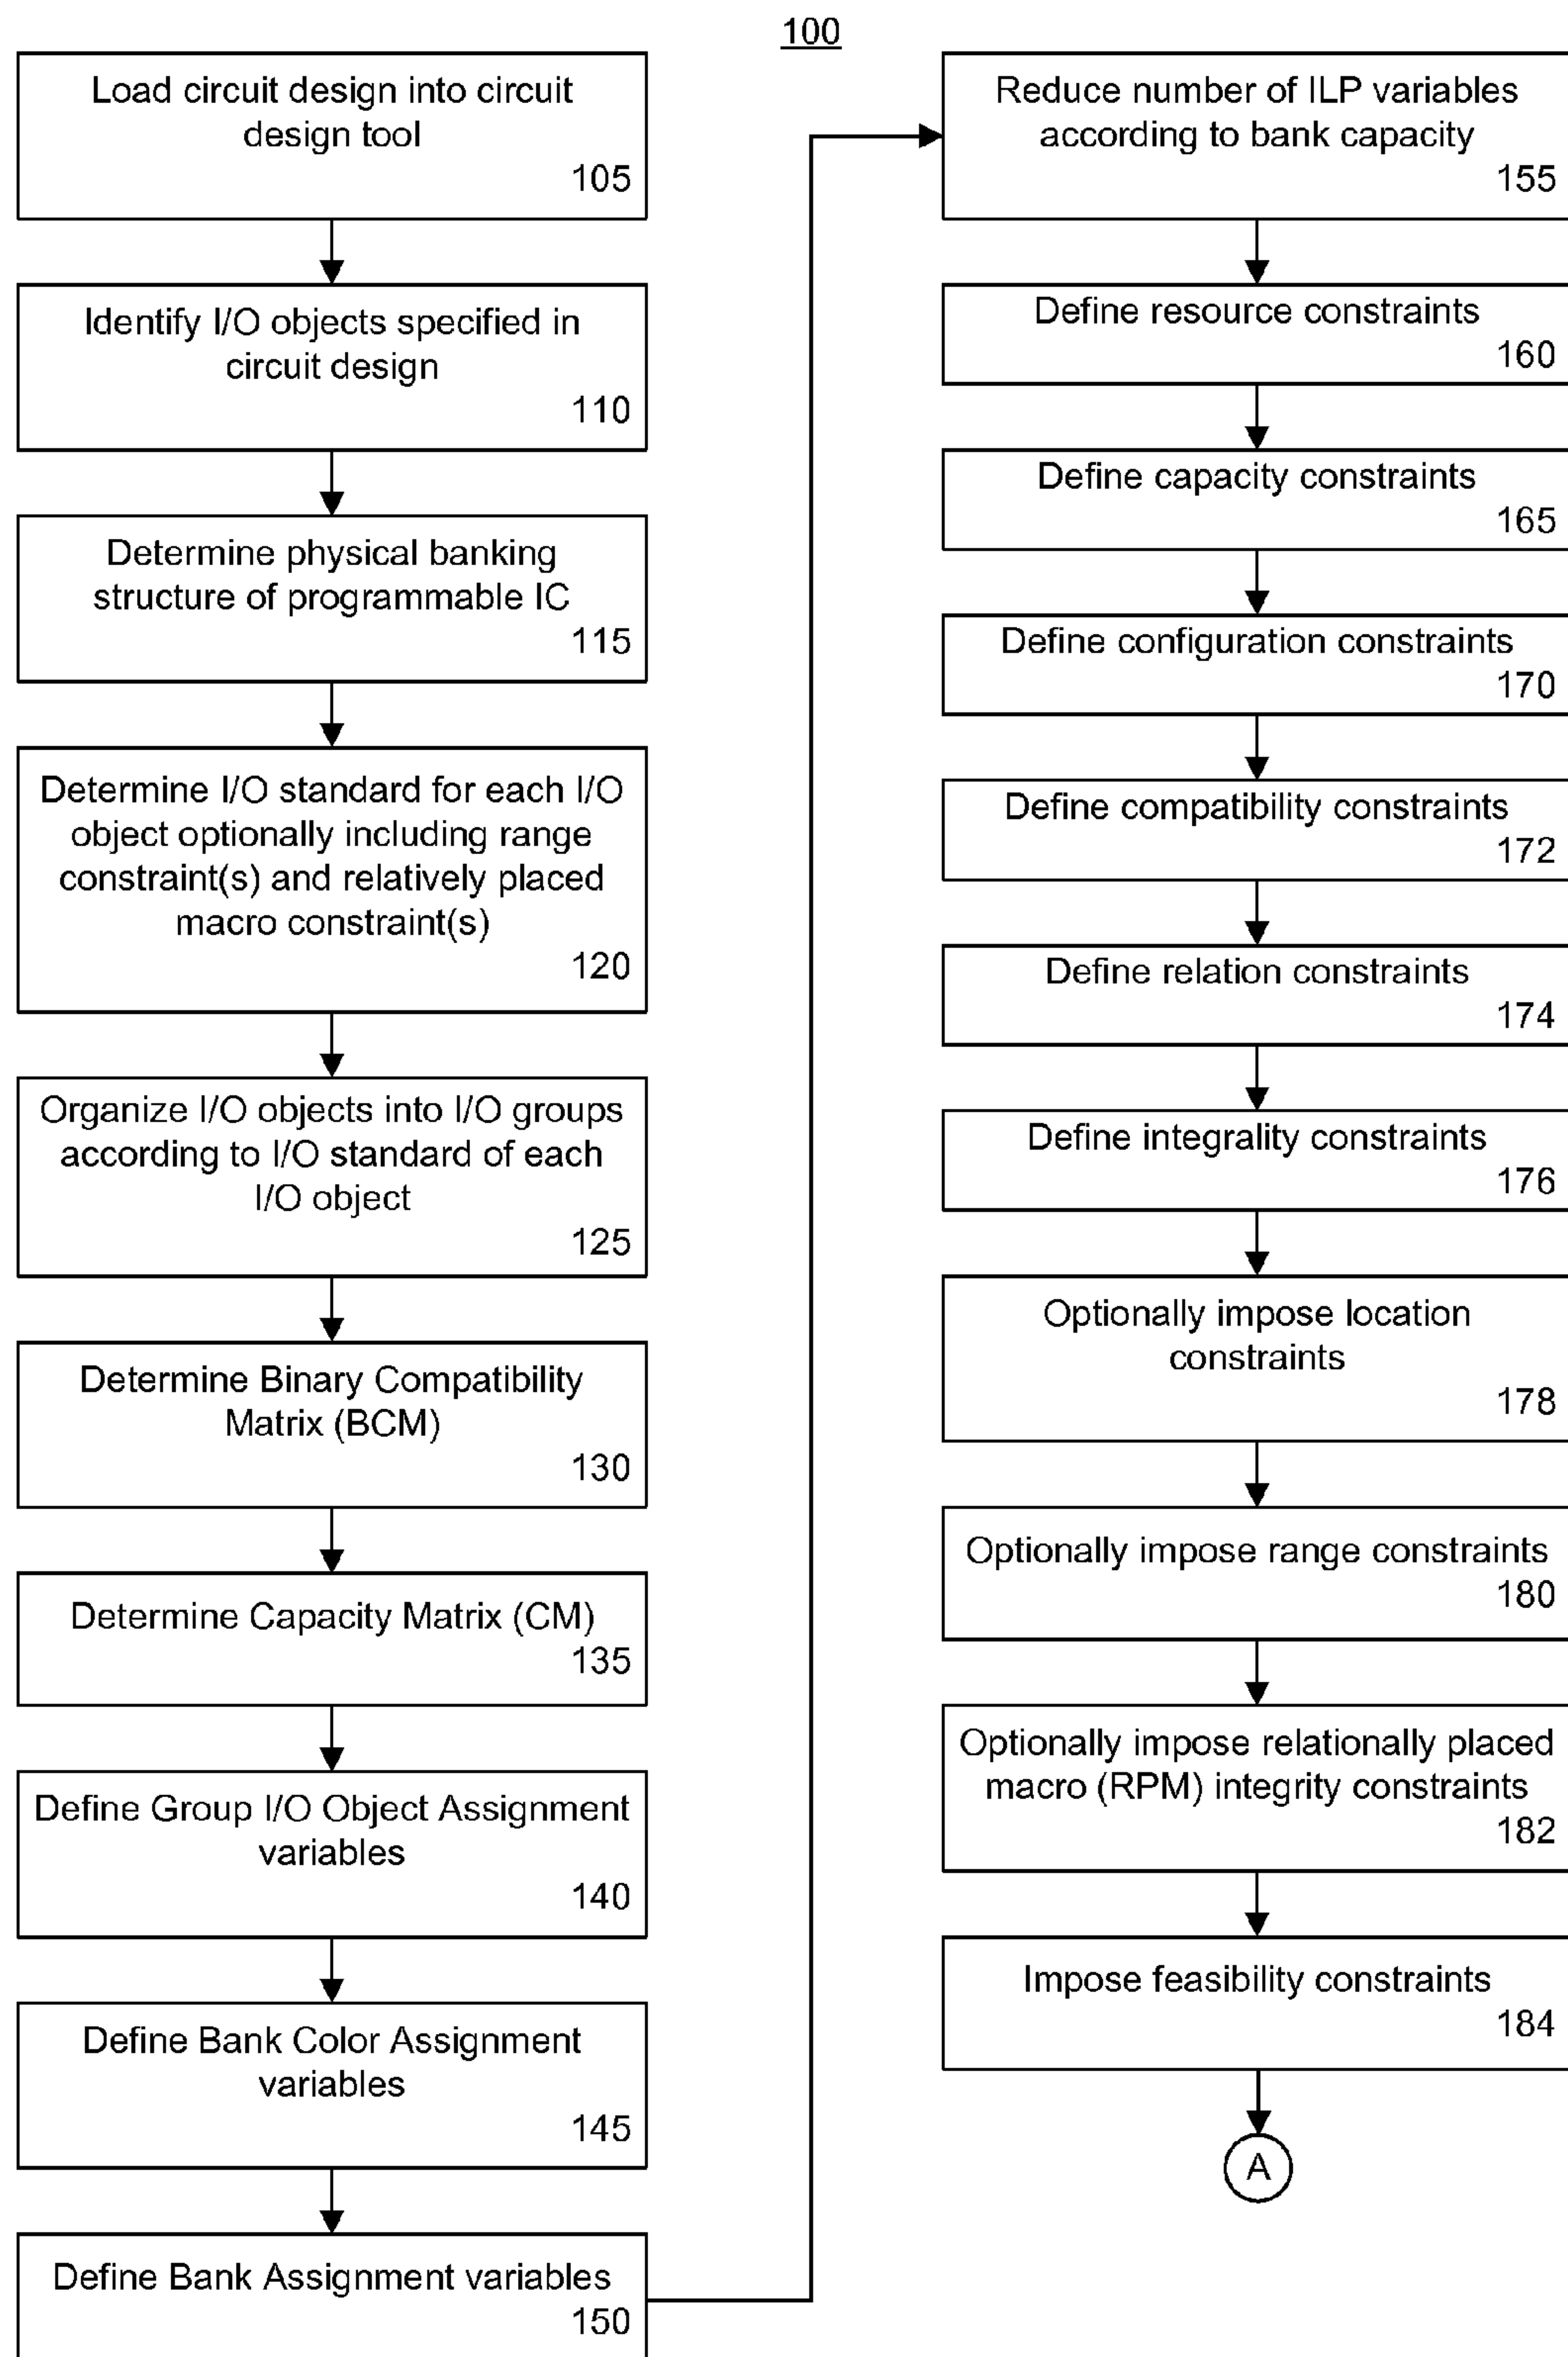 100
Load circuit design into circuit
design tool
105
Identify I/O objects specified in
circuit design
110
Determine physical banking
structure of programmable IC
115
Determine I/O standard for each I/O
object optionally including range
constraint(s) and relatively placed
macro constraint(s)
120
Organize I/O objects into I/O groups
according to I/O standard of each
I/O object
125
Determine Binary Compatibility
Matrix (BCM)
130
Determine Capacity Matrix (CM)
135
Define Group I/O Object Assignment
variables
140
Define Bank Color Assignment
variables
145
Define Bank Assignment variables
150
Reduce number of ILP variables
according to bank capacity
155
Define resource constraints
160
Define capacity constraints
165
Define configuration constraints
170
Define compatibility constraints
172
Define relation constraints
174
Define integrality constraints
176
Optionally impose location
constraints
178
Optionally impose range constraints
180
Optionally impose relationally placed
macro (RPM) integrity constraints
182
Impose feasibility constraints
184
A